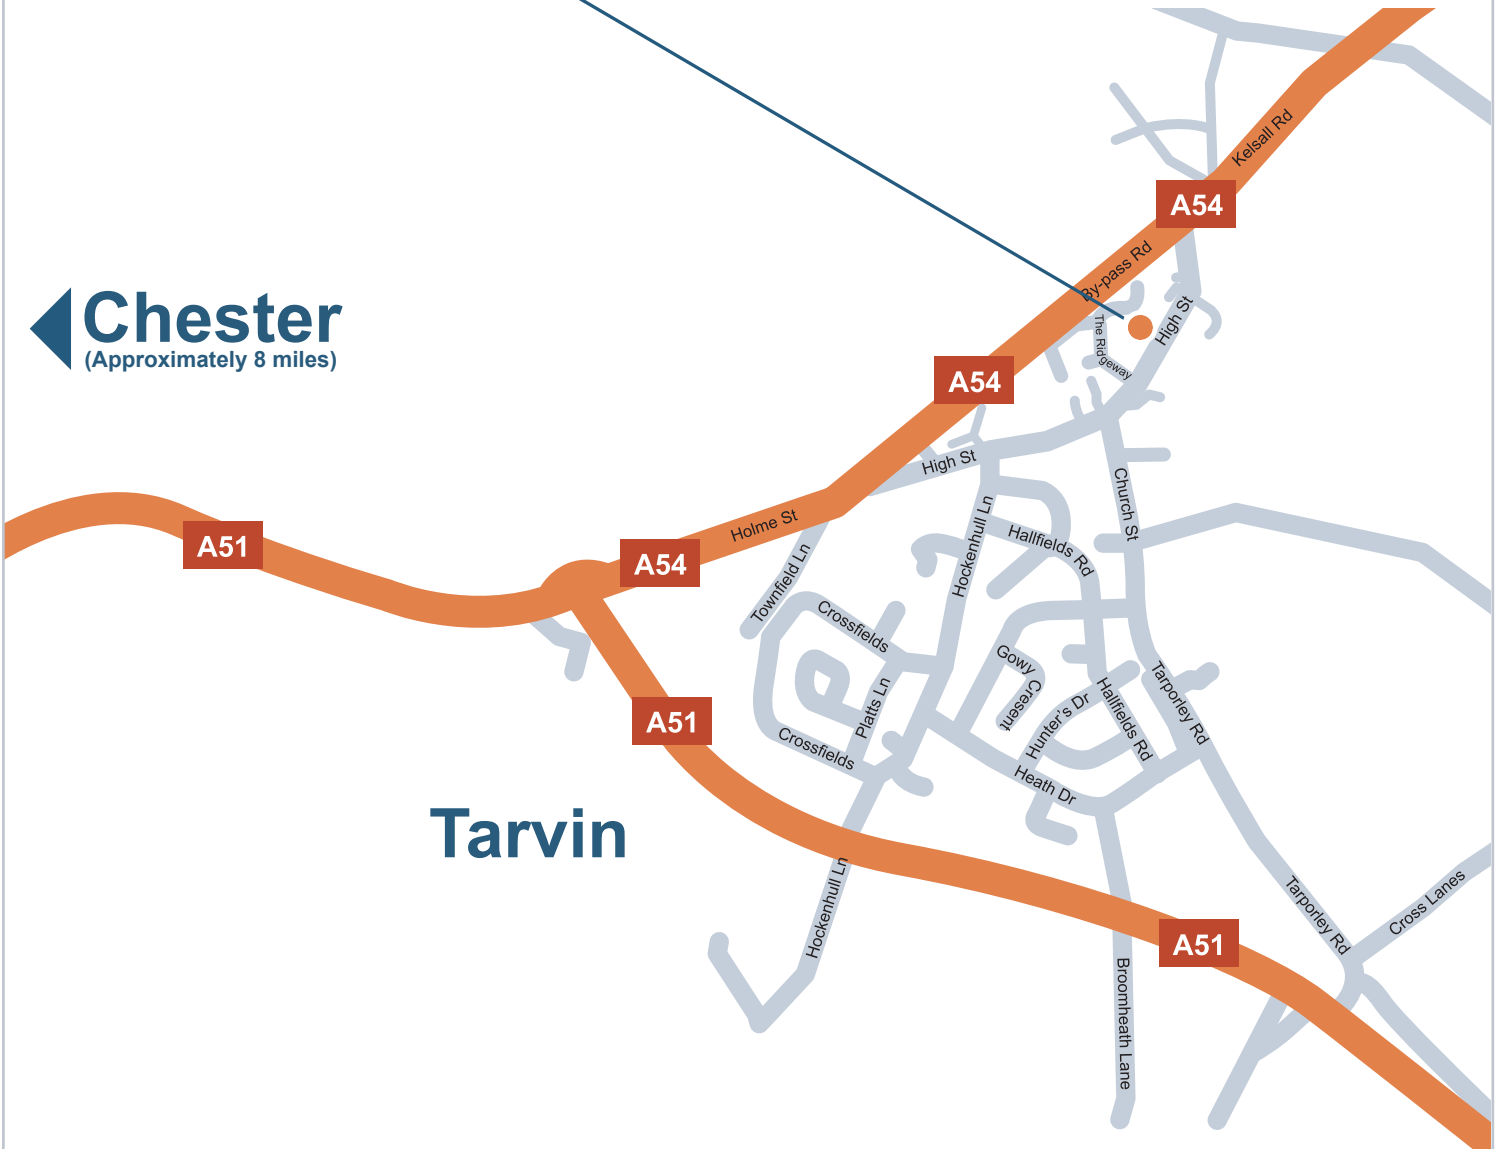 Kelsall Rd
A54
By-pass Rd
Chester
(Approximately 8 miles)
High St
The Ridgeway
A54
High St
Church St
Hockenhull Ln
Holme St
Hallfields Rd
A51
A54
Townfield Ln
Crossfields
Gowy Cresent
Tarporley Rd
Hallfields Rd
Hunter's Dr
Platts Ln
A51
Crossfields
Heath Dr
Tarvin
Hockenhull Ln
Tarporley Rd
Cross Lanes
A51
Broomheath Lane